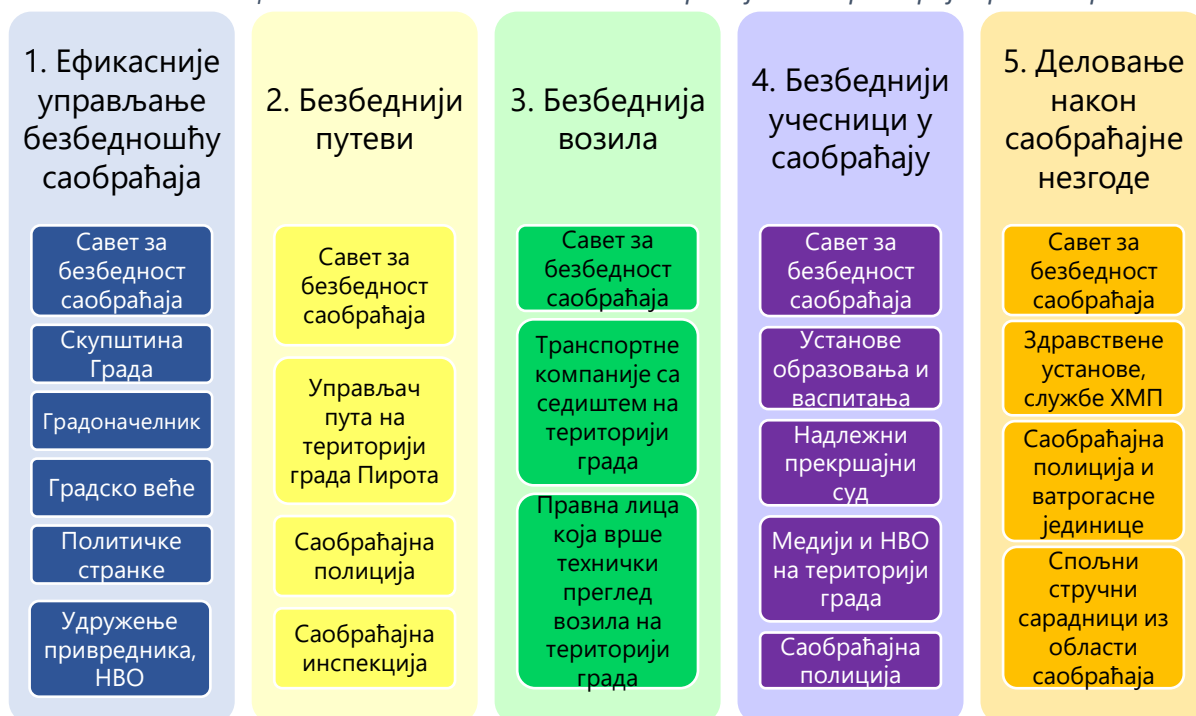 1. Ефикасније
управљање
безбедношћу
саобраћаја
Савет за
безбедност
саобраћаја
Скупштина
Града
Градоначелник
Градско веће
Политичке
странке
Удружење
привредника,
НВО
2. Безбеднији
путеви
Савет за
безбедност
саобраћаја
Управљач
пута на
територији
града Пирота
Саобраћајна
полиција
Саобраћајна
инспекција
3. Безбеднија
возила
Савет за
безбедност
саобраћаја
Транспортне
компаније са
седиштем на
територији
града
Правна лица
која врше
технички
преглед
возила на
територији
града
4. Безбеднији
учесници у
саобраћају
Савет за
безбедност
саобраћаја
Установе
образовања и
васпитања
Надлежни
прекршајни
суд
Медији и НВО
на територији
града
Саобраћајна
полиција
5. Деловање
након
саобраћајне
незгоде
Савет за
безбедност
саобраћаја
Здравствене
установе,
службе ХМП
Саобраћајна
полиција и
ватрогасне
јединице
Спољни
стручни
сарадници из
области
саобраћаја